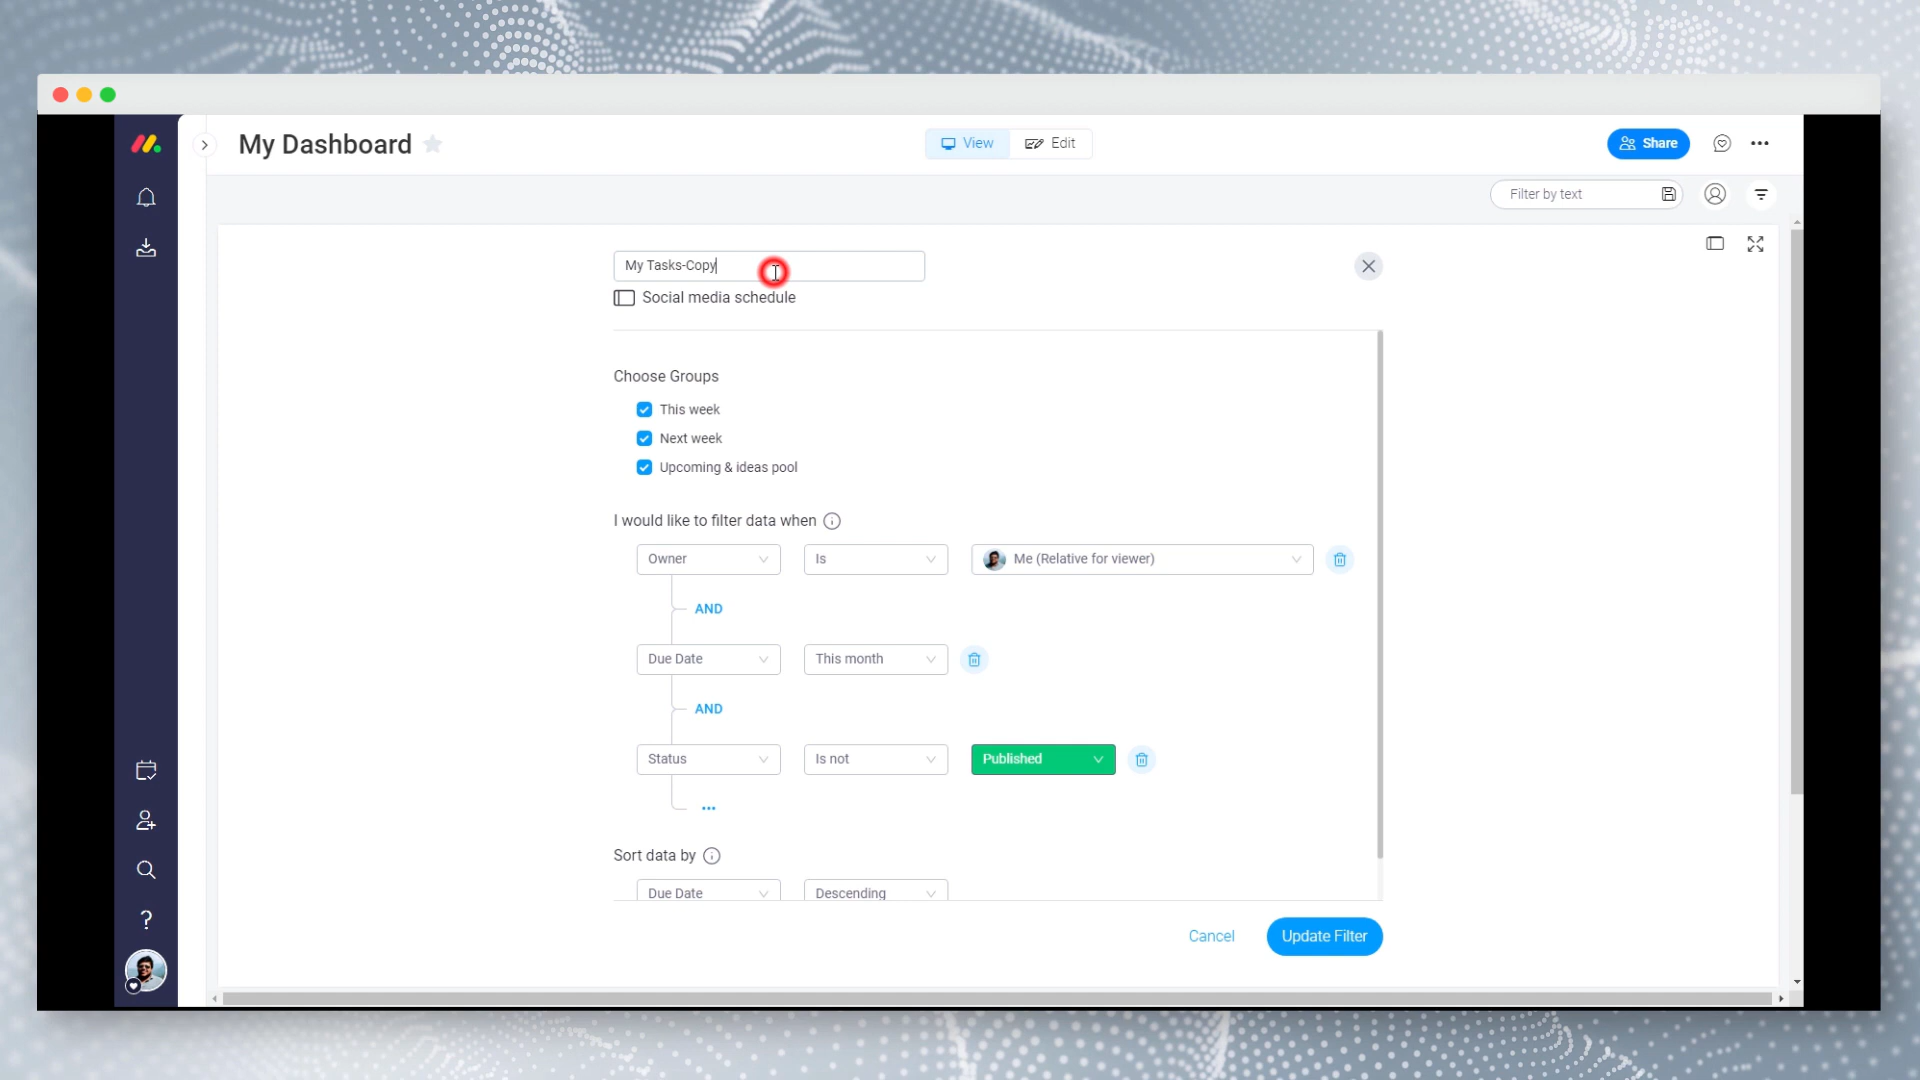 My Dashboard
View
Edit
Share
Filter by text
My Tasks-Copy
Social media schedule
Choose Groups
This week
Next week
Upcoming & ideas pool
I would like to filter data when
Owner Is Me (Relative for viewer)
AND
Due Date This month
AND
Status Is not Published
...
Sort data by
Due Date Descending
Cancel Update Filter